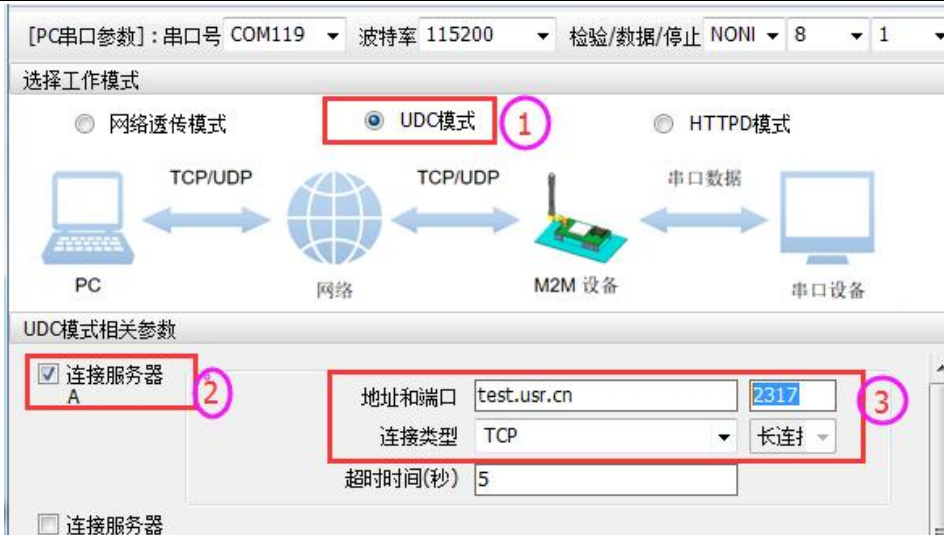 [PC串口参数]：串口号 COM119 波特率 115200 检验/数据/停止 NONI 8 1
选择工作模式
网络透传模式 UDC模式 1 HTTPD模式
TCP/UDP TCP/UDP 串口数据
PC 网络 M2M 设备 串口设备
UDC模式相关参数
连接服务器
A
2
地址和端口 test.usr.cn 2317
3
连接类型 TCP 长连
超时时间(秒) 5
连接服务器